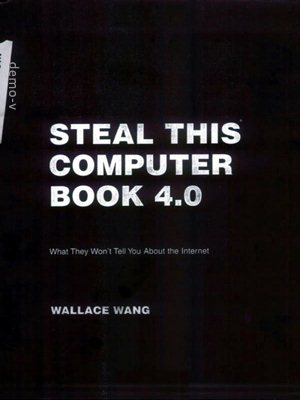 demo-v
STEAL THIS
COMPUTER
BOOK 4.0
What They Won't Tell You About the Internet
WALLACE WANG